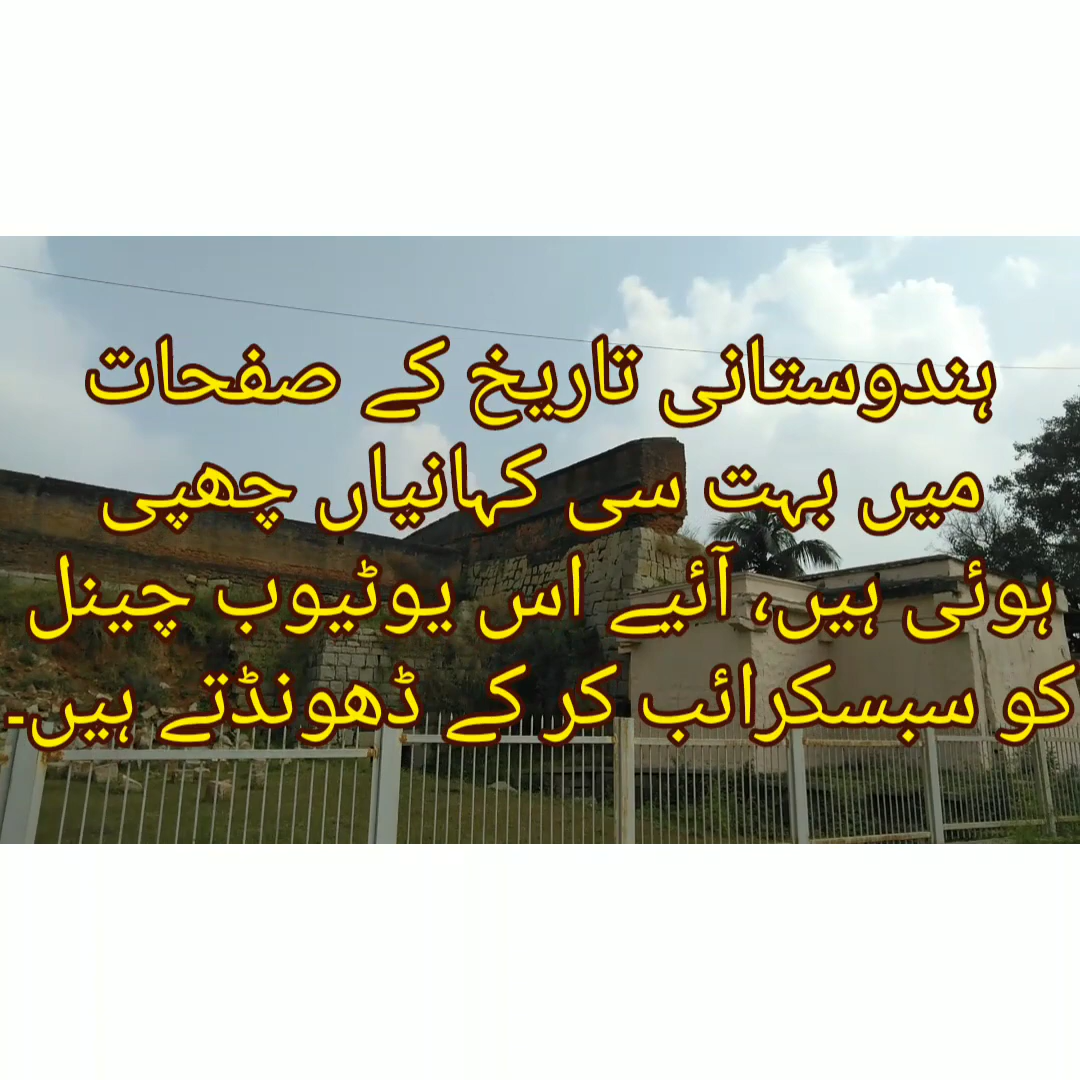 ہندوستانی تاریخ کے صفحات
میں بہت سی کہانیاں چھپی
ہوئی ہیں، آئیے اس یوٹیوب چینل
کو سبسکرائب کر کے ڈھونڈتے ہیں۔